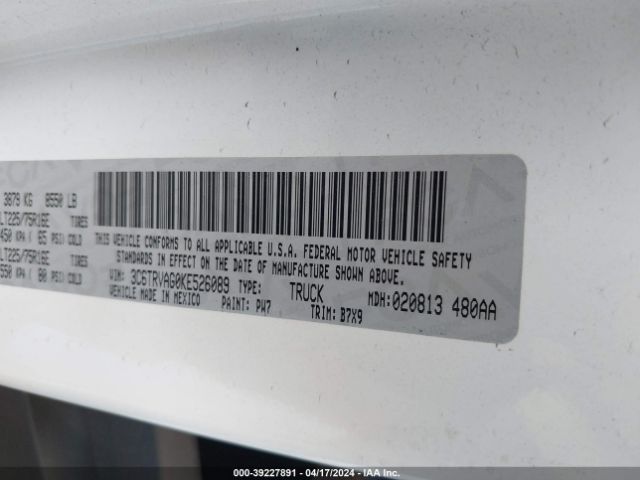 3879 KG 8550 LB
LT225/75R16E TIRES
450 KPA/ 65 PSI/ COLD
LT225/75R16E TIRES
550 KPA/ 80 PSI/ COLD
THIS VEHICLE CONFORMS TO ALL APPLICABLE U.S.A. FEDERAL MOTOR VEHICLE SAFETY
STANDARDS IN EFFECT ON THE DATE OF MANUFACTURE SHOWN ABOVE.
VIN: 3C6TRVAG0KE526089 TYPE: TRUCK MDH: 020813 480AA
VEHICLE MADE IN MEXICO PAINT: PW7 TRIM: B7X9
000-39227891 - 04/17/2024 - IAA Inc.